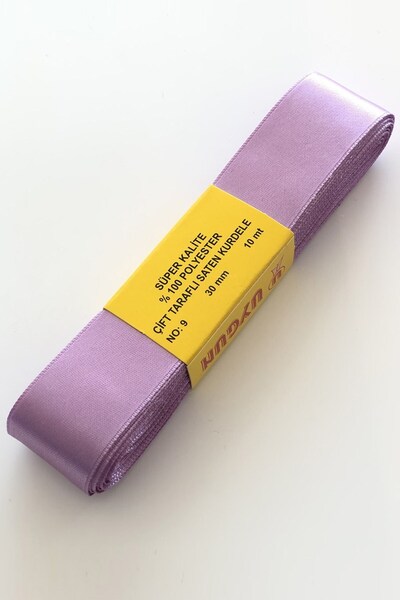 SÜPER KALİTE
% 100 POLYESTER
ÇİFT TARAFLI SATEN KURDELE
NO: 9 30 mm 10 mt
UYGUN